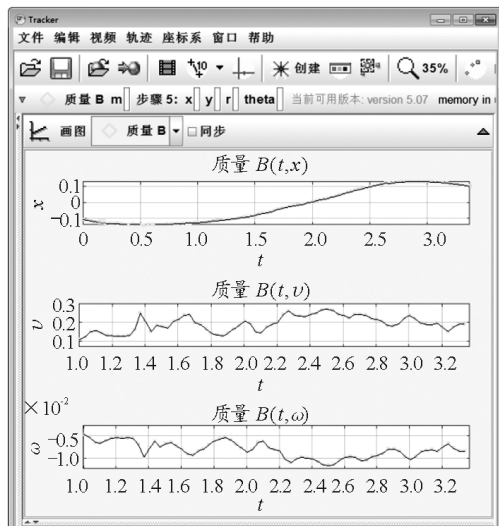 Tracker
文件 编辑 视频 轨迹 座标系 窗口 帮助
+10 创建 35%
质量 B m 步骤 5: x y r theta 当前可用版本: version 5.07 memory in
画图 质量 B 同步
质量 B(t,x)
x
0.1
0
−0.1
0 0.5 1.0 1.5 2.0 2.5 3.0
t
质量 B(t,υ)
υ
0.3
0.2
0.1
1.0 1.2 1.4 1.6 1.8 2.0 2.2 2.4 2.6 2.8 3.0 3.2
t
×10⁻²
质量 B(t,ω)
ω
−0.5
−1.0
1.0 1.2 1.4 1.6 1.8 2.0 2.2 2.4 2.6 2.8 3.0 3.2
t